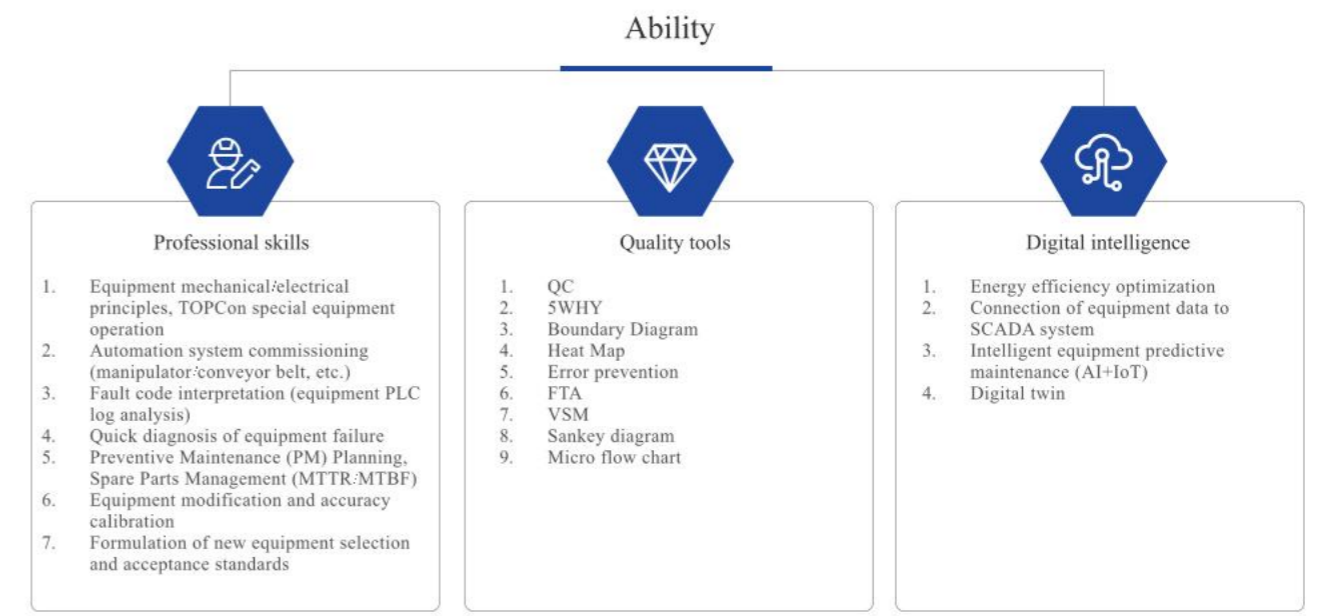 Ability
Professional skills
1. Equipment mechanical/electrical
principles, TOPCon special equipment
operation
2. Automation system commissioning
(manipulator/conveyor belt, etc.)
3. Fault code interpretation (equipment PLC
log analysis)
4. Quick diagnosis of equipment failure
5. Preventive Maintenance (PM) Planning,
Spare Parts Management (MTTR/MTBF)
6. Equipment modification and accuracy
calibration
7. Formulation of new equipment selection
and acceptance standards
Quality tools
1. QC
2. 5WHY
3. Boundary Diagram
4. Heat Map
5. Error prevention
6. FTA
7. VSM
8. Sankey diagram
9. Micro flow chart
Digital intelligence
1. Energy efficiency optimization
2. Connection of equipment data to
SCADA system
3. Intelligent equipment predictive
maintenance (AI+IoT)
4. Digital twin